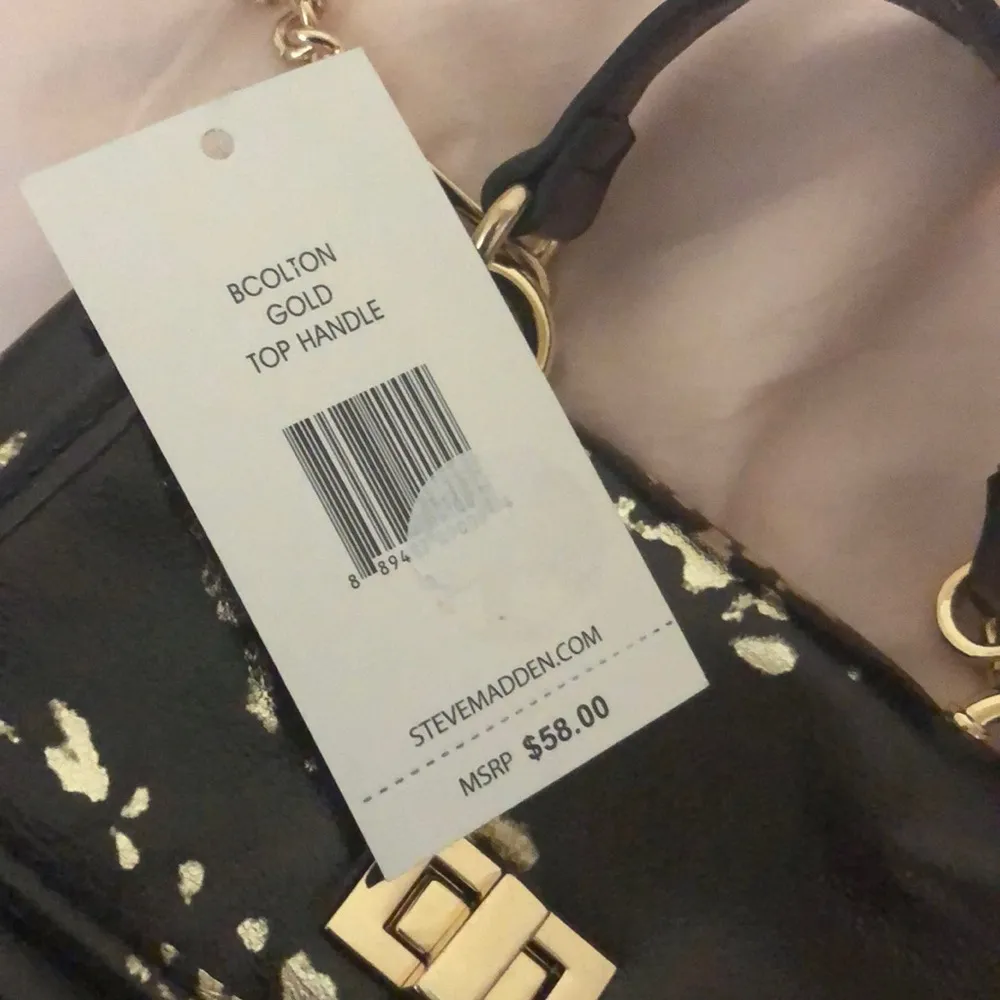 BCOLTON
GOLD
TOP HANDLE
8 894
STEVEMADDEN.COM
MSRP $58.00